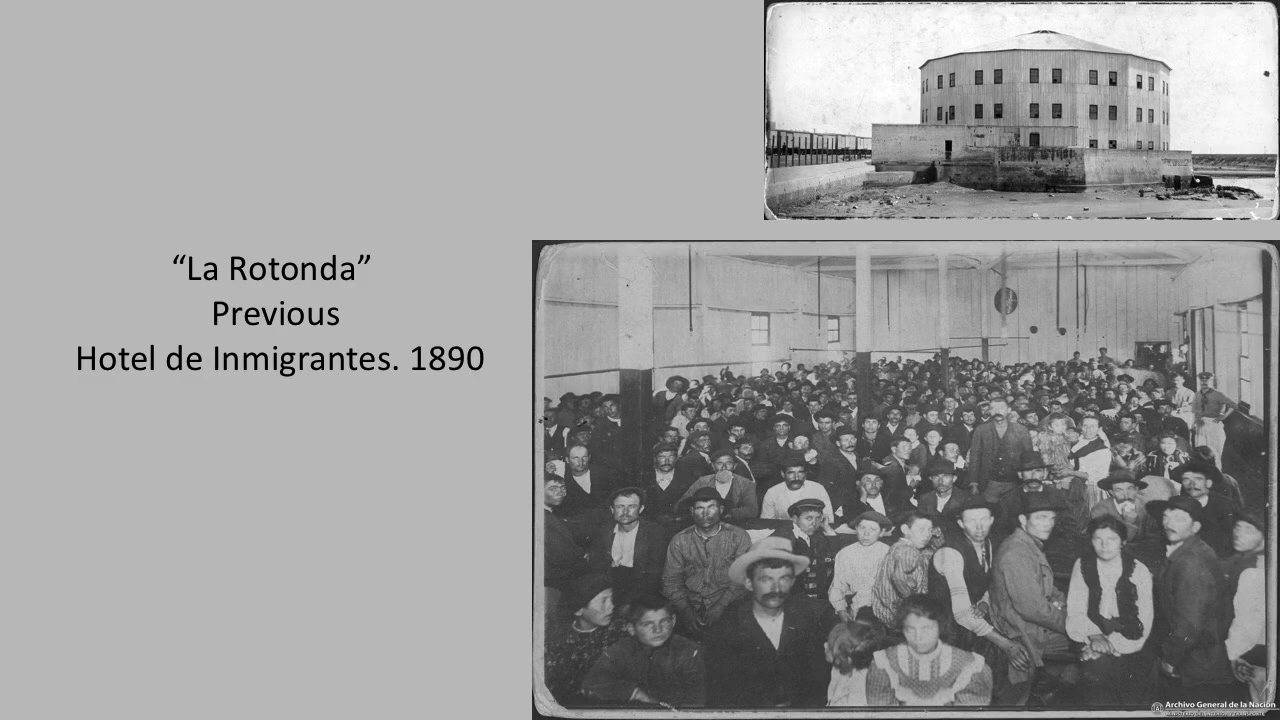 “La Rotonda”
Previous
Hotel de Inmigrantes. 1890
Archivo General de la Nación